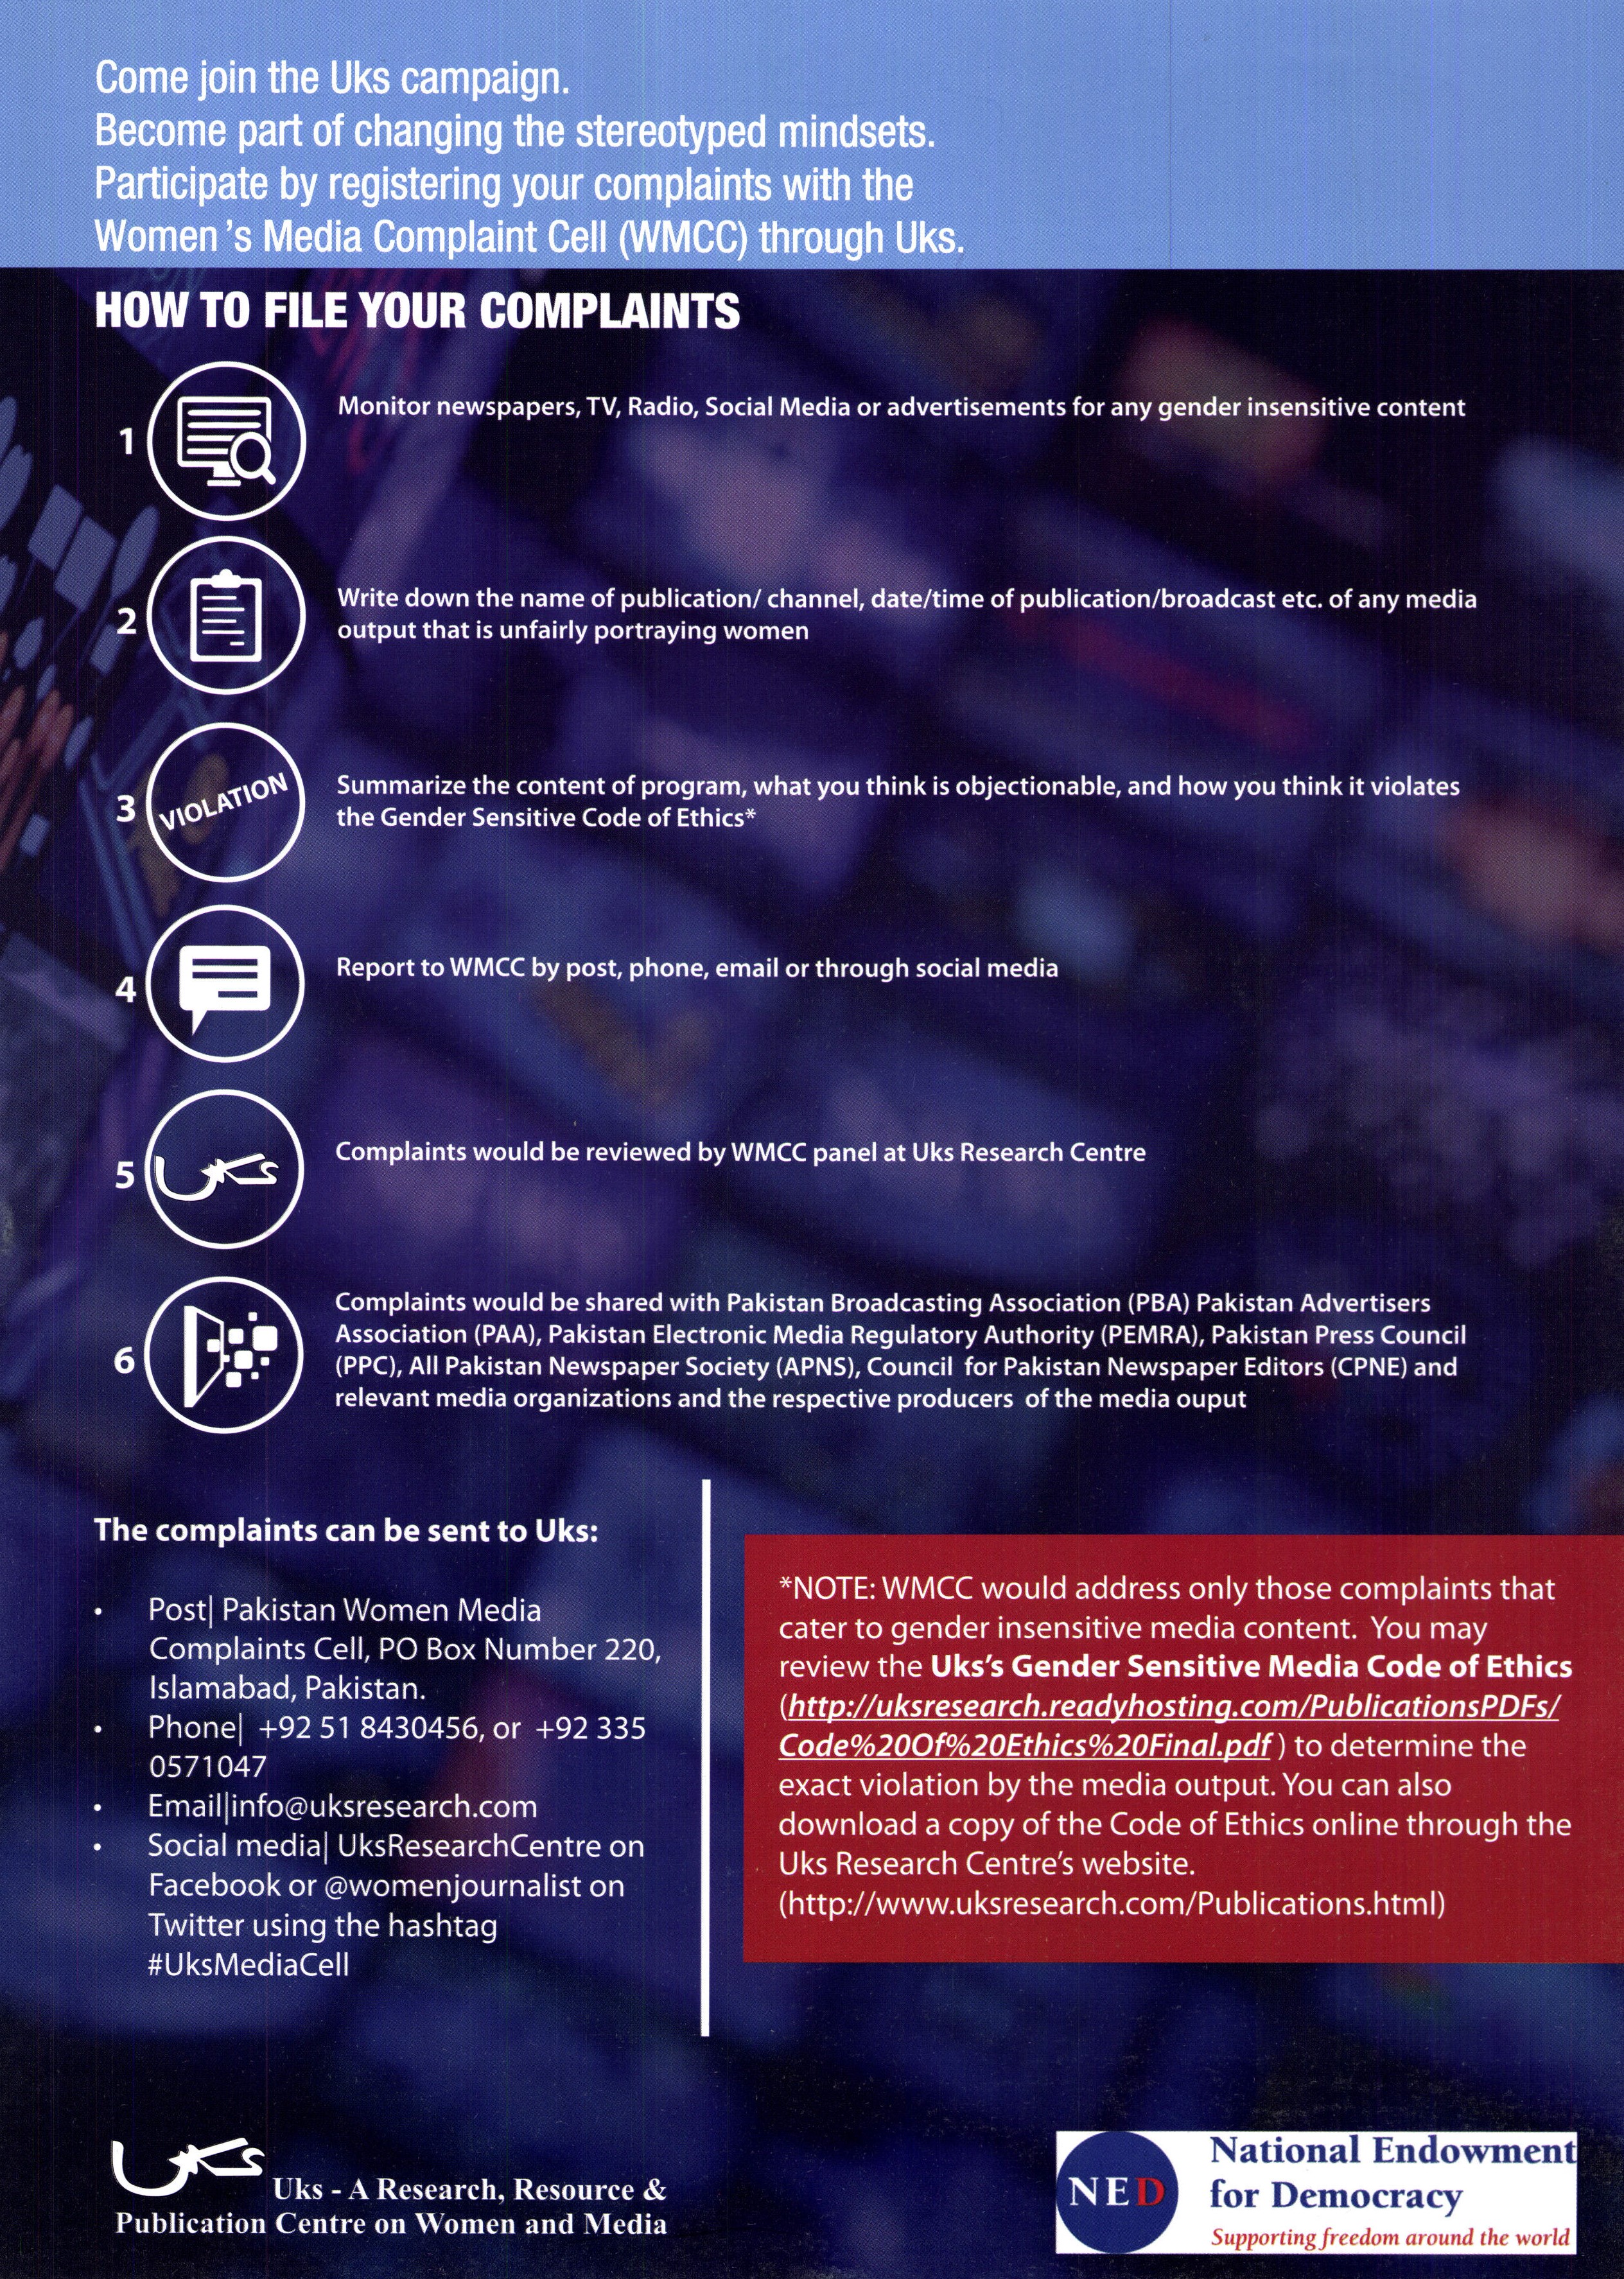 Come join the Uks campaign.
Become part of changing the stereotyped mindsets.
Participate by registering your complaints with the
Women 's Media Complaint Cell (WMCC) through Uks.
HOW TO FILE YOUR COMPLAINTS
1
Monitor newspapers, TV, Radio, Social Media or advertisements for any gender insensitive content
2
Write down the name of publication/ channel, date/time of publication/broadcast etc. of any media
output that is unfairly portraying women
3
VIOLATION
Summarize the content of program, what you think is objectionable, and how you think it violates
the Gender Sensitive Code of Ethics*
4
Report to WMCC by post, phone, email or through social media
5
Uks
Complaints would be reviewed by WMCC panel at Uks Research Centre
6
Complaints would be shared with Pakistan Broadcasting Association (PBA) Pakistan Advertisers
Association (PAA), Pakistan Electronic Media Regulatory Authority (PEMRA), Pakistan Press Council
(PPC), All Pakistan Newspaper Society (APNS), Council for Pakistan Newspaper Editors (CPNE) and
relevant media organizations and the respective producers of the media ouput
The complaints can be sent to Uks:
• Post| Pakistan Women Media
Complaints Cell, PO Box Number 220,
Islamabad, Pakistan.
• Phone| +92 51 8430456, or +92 335
0571047
• Email|info@uksresearch.com
• Social media| UksResearchCentre on
Facebook or @womenjournalist on
Twitter using the hashtag
#UksMediaCell
*NOTE: WMCC would address only those complaints that
cater to gender insensitive media content. You may
review the Uks's Gender Sensitive Media Code of Ethics
(http://uksresearch.readyhosting.com/PublicationsPDFs/
Code%20Of%20Ethics%20Final.pdf ) to determine the
exact violation by the media output. You can also
download a copy of the Code of Ethics online through the
Uks Research Centre's website.
(http://www.uksresearch.com/Publications.html)
Uks
Uks - A Research, Resource &
Publication Centre on Women and Media
NED
National Endowment
for Democracy
Supporting freedom around the world